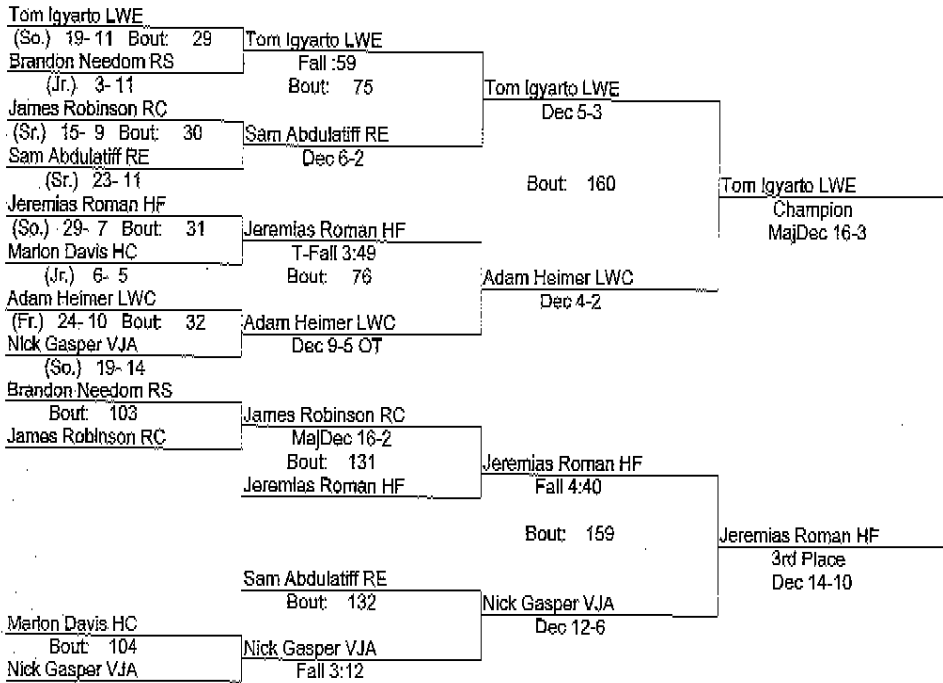 Tom Igyarto LWE
(So.) 19- 11 Bout: 29
Tom Igyarto LWE
Brandon Needom RS
Fall :59
(Jr.) 3- 11
Bout: 75
Tom Igyarto LWE
James Robinson RC
Dec 5-3
(Sr.) 15- 9 Bout: 30
Sam Abdulatiff RE
Sam Abdulatiff RE
Dec 6-2
(Sr.) 23- 11
Bout: 160
Tom Igyarto LWE
Jeremias Roman HF
Champion
(So.) 29- 7 Bout: 31
Jeremias Roman HF
MajDec 16-3
Marlon Davis HC
T-Fall 3:49
(Jr.) 6- 5
Bout: 76
Adam Heimer LWC
Adam Heimer LWC
Dec 4-2
(Fr.) 24- 10 Bout: 32
Adam Heimer LWC
Nick Gasper VJA
Dec 9-5 OT
(So.) 19- 14
Brandon Needom RS
Bout: 103
James Robinson RC
James Robinson RC
MajDec 16-2
Bout: 131
Jeremias Roman HF
Jeremias Roman HF
Fall 4:40
Bout: 159
Jeremias Roman HF
3rd Place
Dec 14-10
Sam Abdulatiff RE
Bout: 132
Nick Gasper VJA
Marlon Davis HC
Dec 12-6
Bout: 104
Nick Gasper VJA
Nick Gasper VJA
Fall 3:12